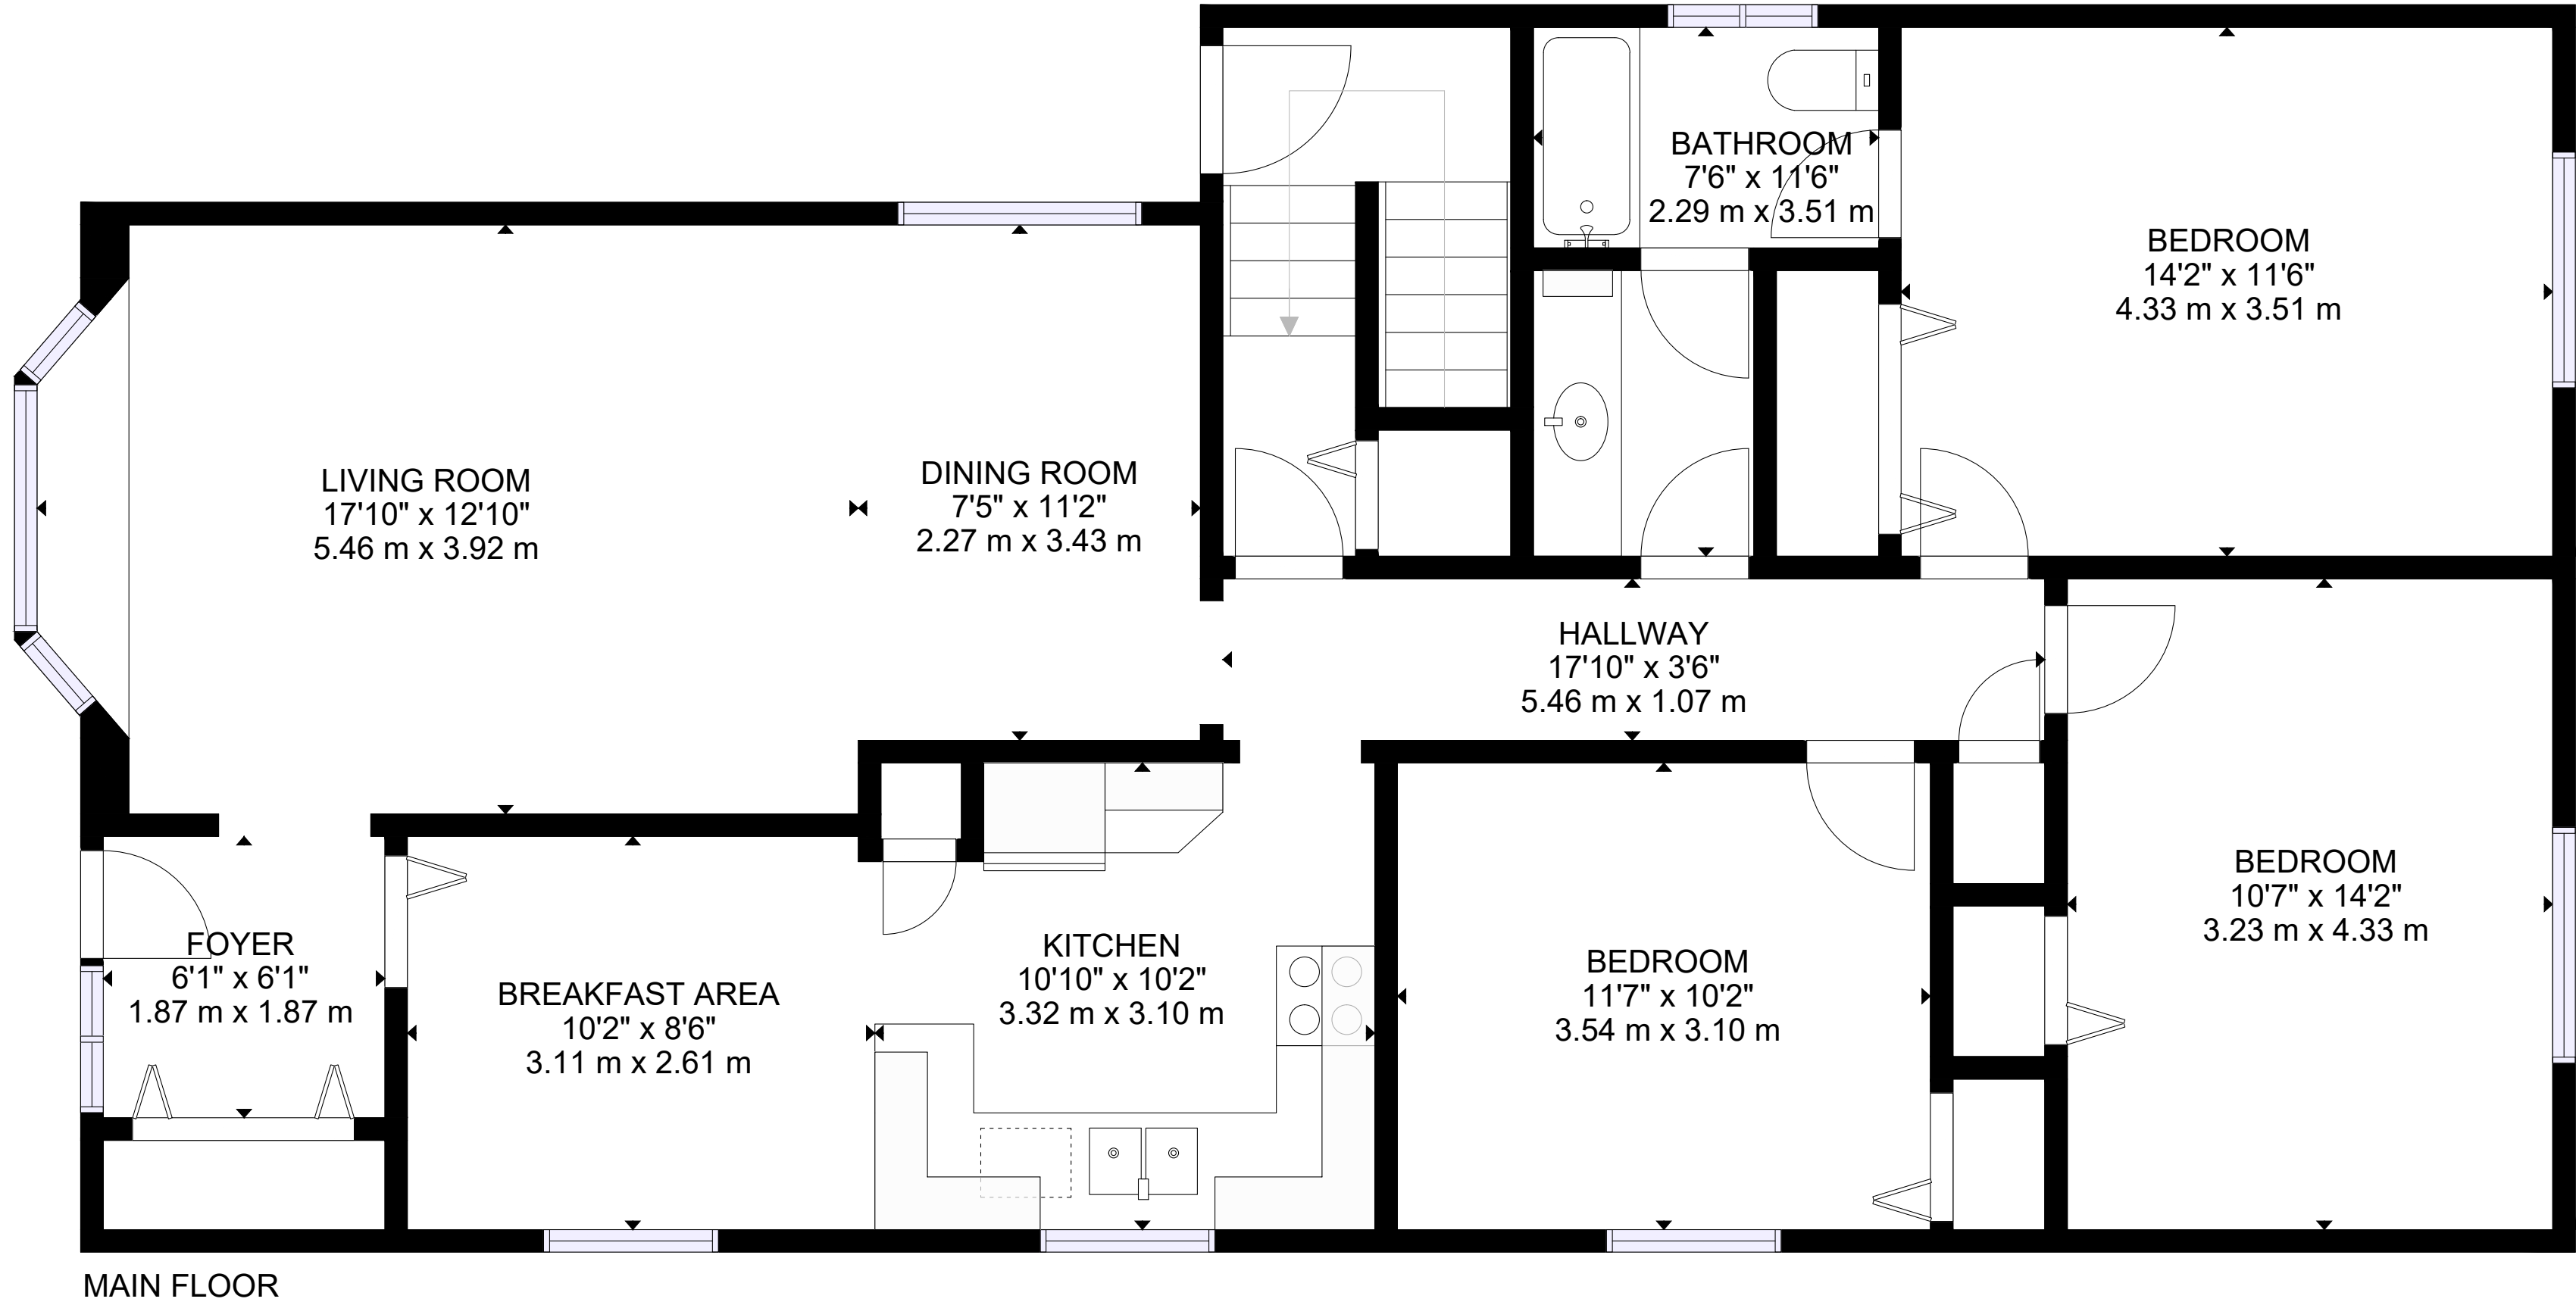 BATHROOM
7'6" x 11'6"
2.29 m x 3.51 m
BEDROOM
14'2" x 11'6"
4.33 m x 3.51 m
LIVING ROOM
17'10" x 12'10"
5.46 m x 3.92 m
DINING ROOM
7'5" x 11'2"
2.27 m x 3.43 m
HALLWAY
17'10" x 3'6"
5.46 m x 1.07 m
FOYER
6'1" x 6'1"
1.87 m x 1.87 m
BREAKFAST AREA
10'2" x 8'6"
3.11 m x 2.61 m
KITCHEN
10'10" x 10'2"
3.32 m x 3.10 m
BEDROOM
11'7" x 10'2"
3.54 m x 3.10 m
BEDROOM
10'7" x 14'2"
3.23 m x 4.33 m
MAIN FLOOR